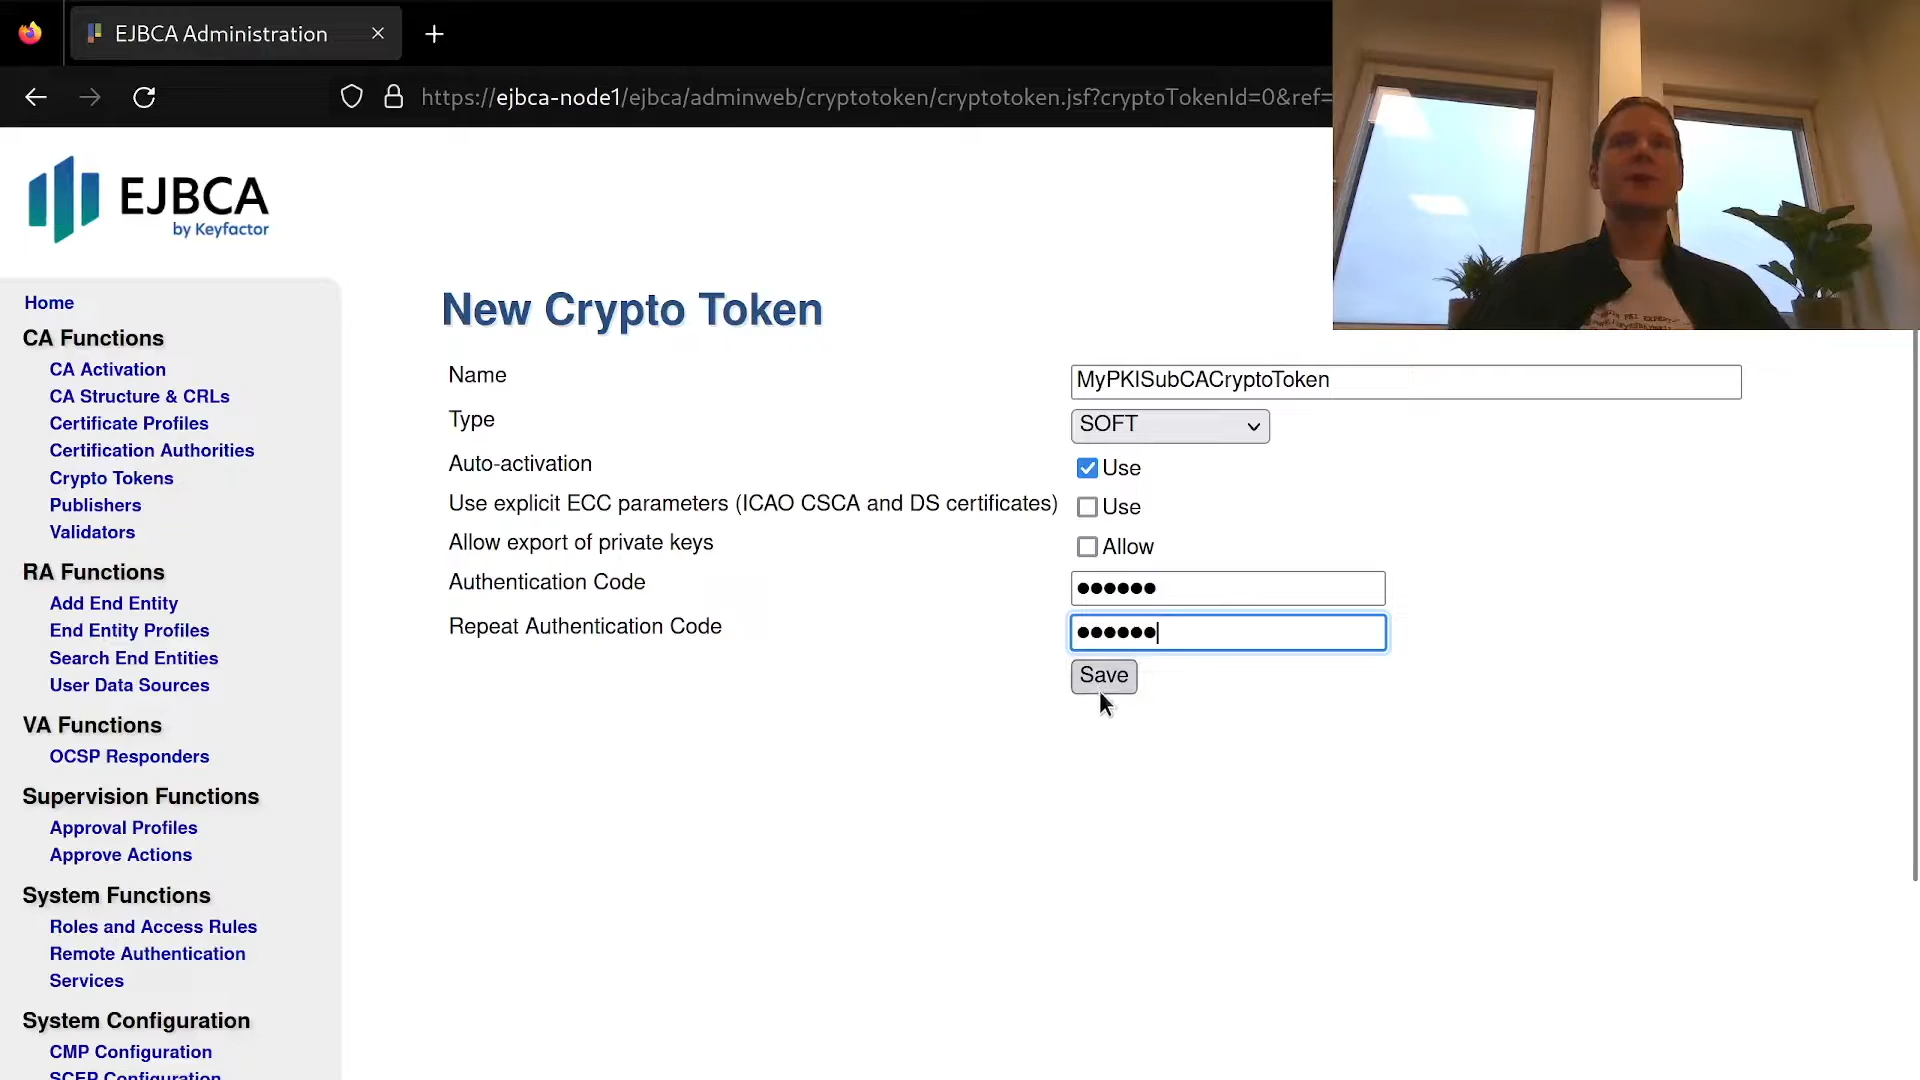 EJBCA Administration
https://ejbca-node1/ejbca/adminweb/cryptotoken/cryptotoken.jsf?cryptoTokenId=0&ref=
EJBCA
by Keyfactor
Home
CA Functions
CA Activation
CA Structure & CRLs
Certificate Profiles
Certification Authorities
Crypto Tokens
Publishers
Validators
RA Functions
Add End Entity
End Entity Profiles
Search End Entities
User Data Sources
VA Functions
OCSP Responders
Supervision Functions
Approval Profiles
Approve Actions
System Functions
Roles and Access Rules
Remote Authentication
Services
System Configuration
CMP Configuration
SCEP Configuration
New Crypto Token
Name MyPKISubCACryptoToken
Type SOFT
Auto-activation Use
Use explicit ECC parameters (ICAO CSCA and DS certificates) Use
Allow export of private keys Allow
Authentication Code ●●●●●●
Repeat Authentication Code ●●●●●●
Save